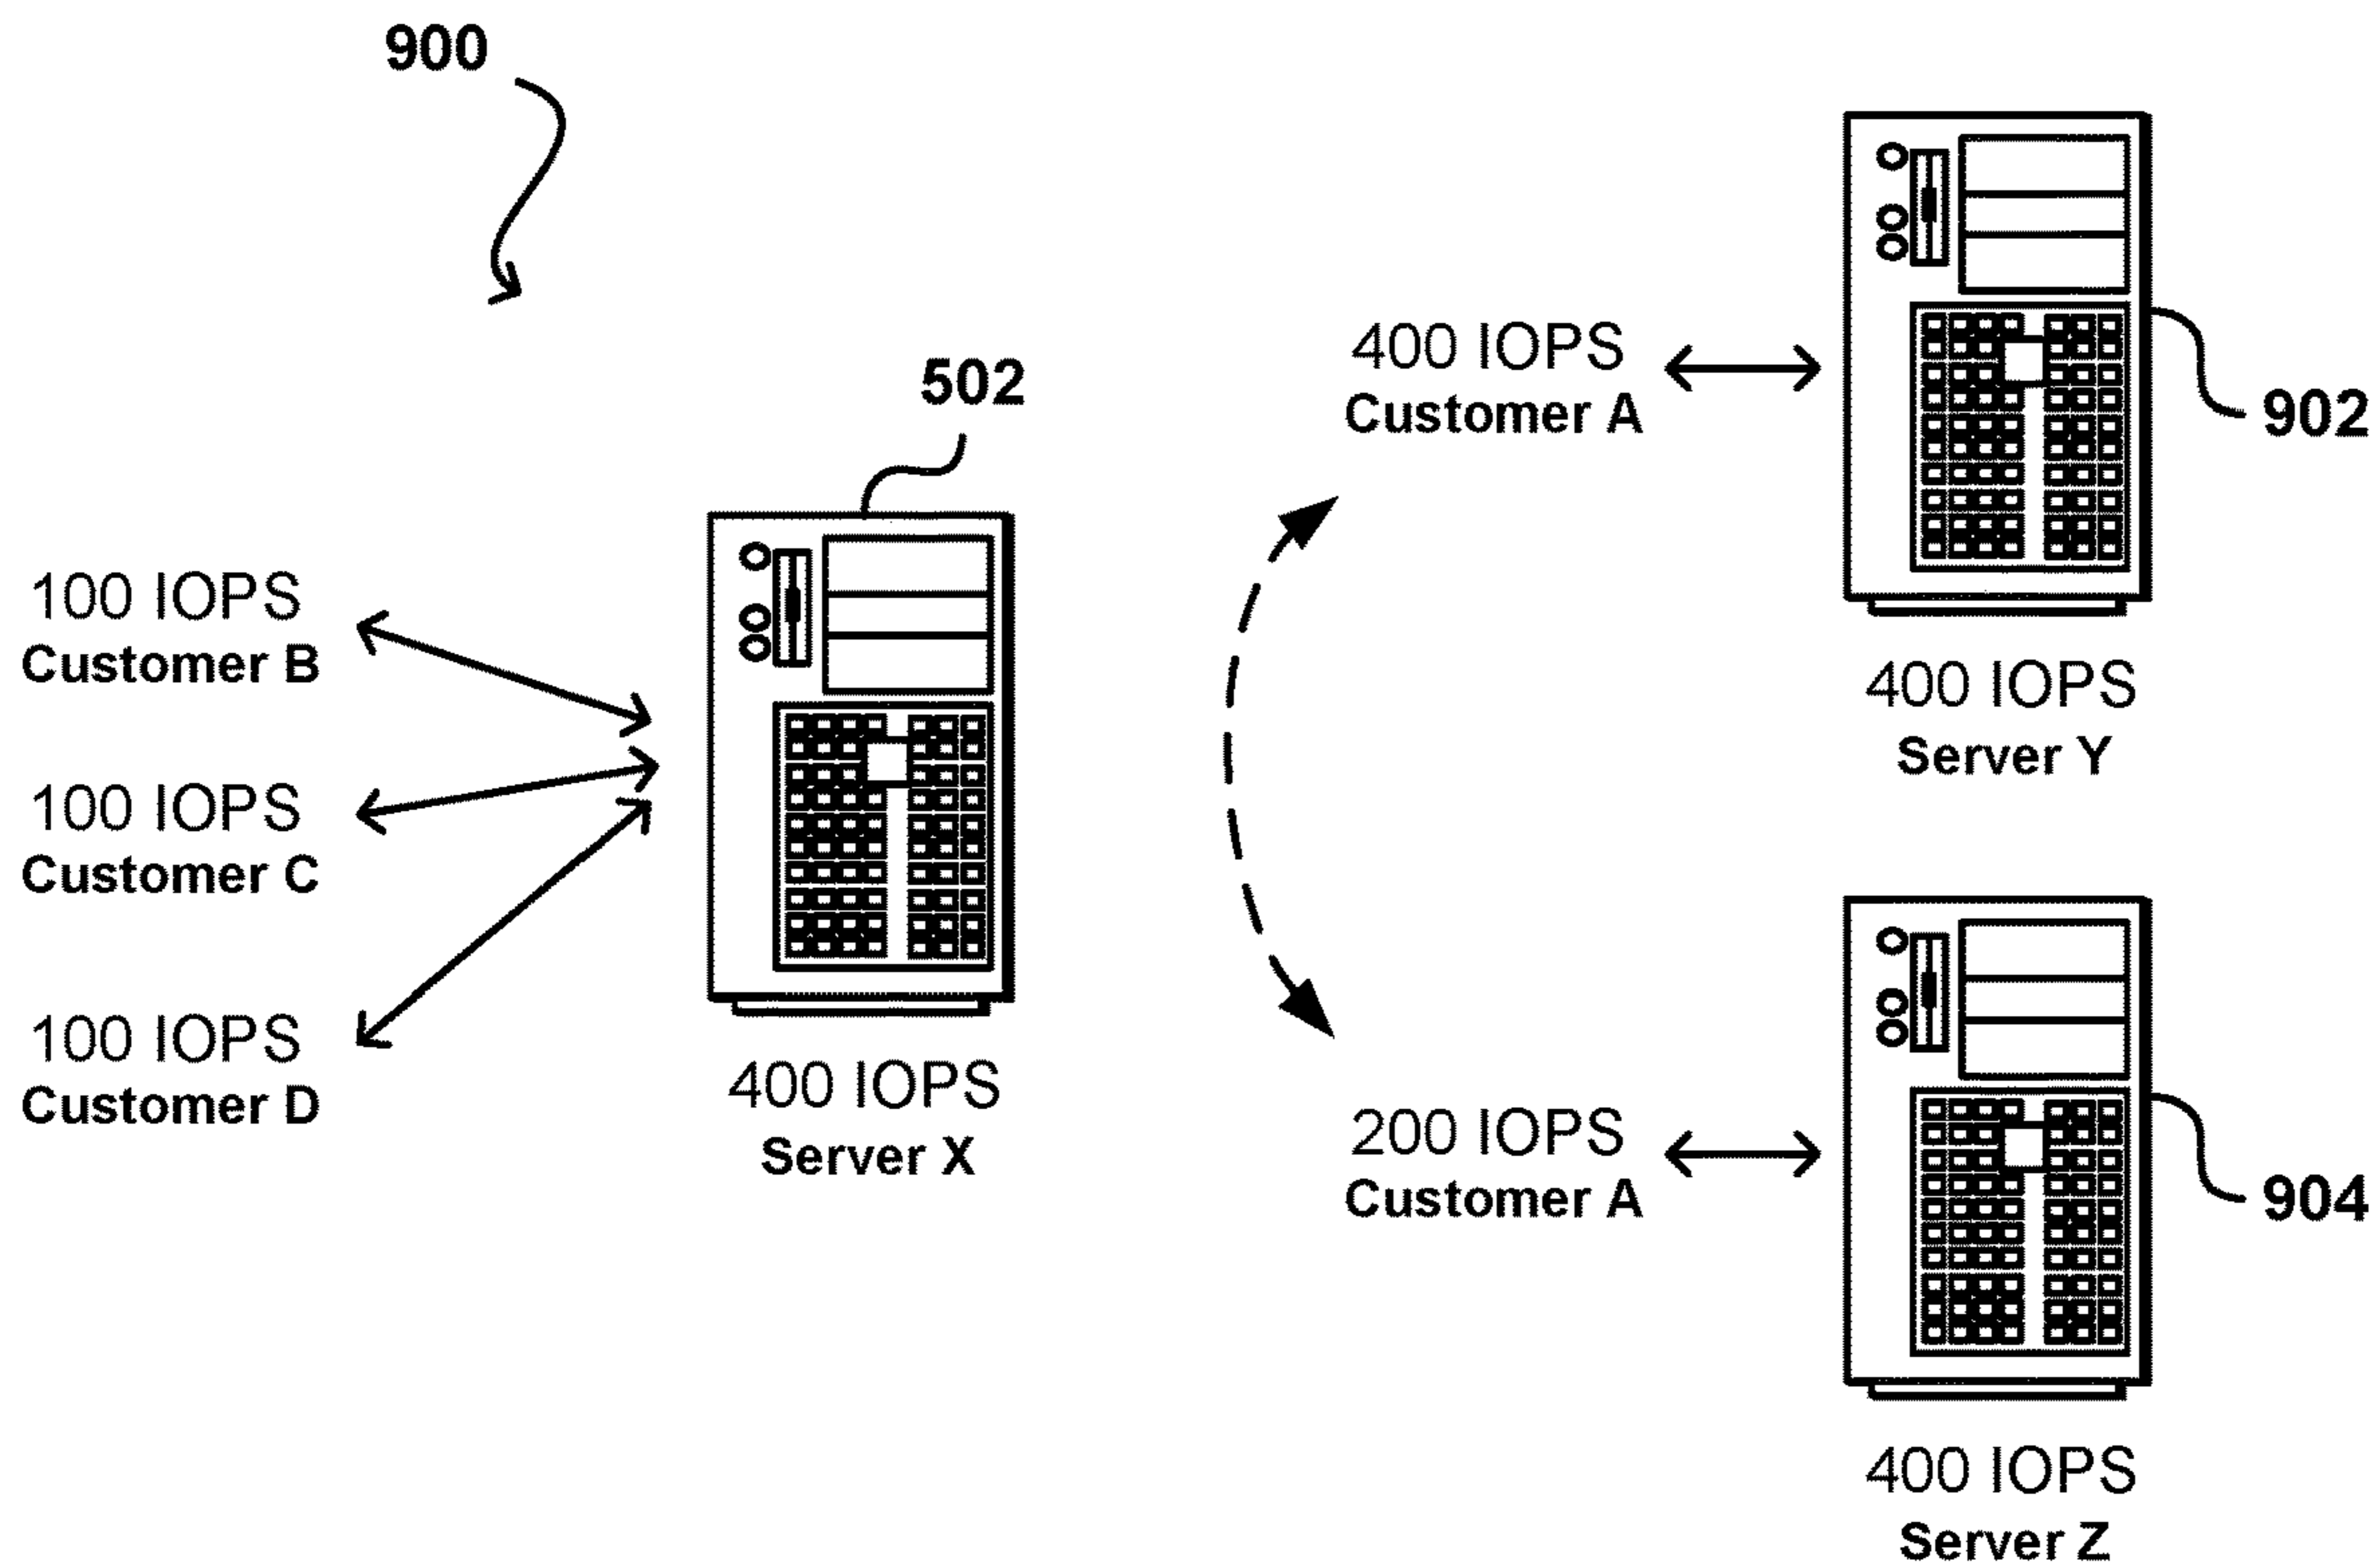 900
502
100 IOPS
Customer B
100 IOPS
Customer C
100 IOPS
Customer D
400 IOPS
Server X
400 IOPS
Customer A
902
400 IOPS
Server Y
200 IOPS
Customer A
904
400 IOPS
Server Z